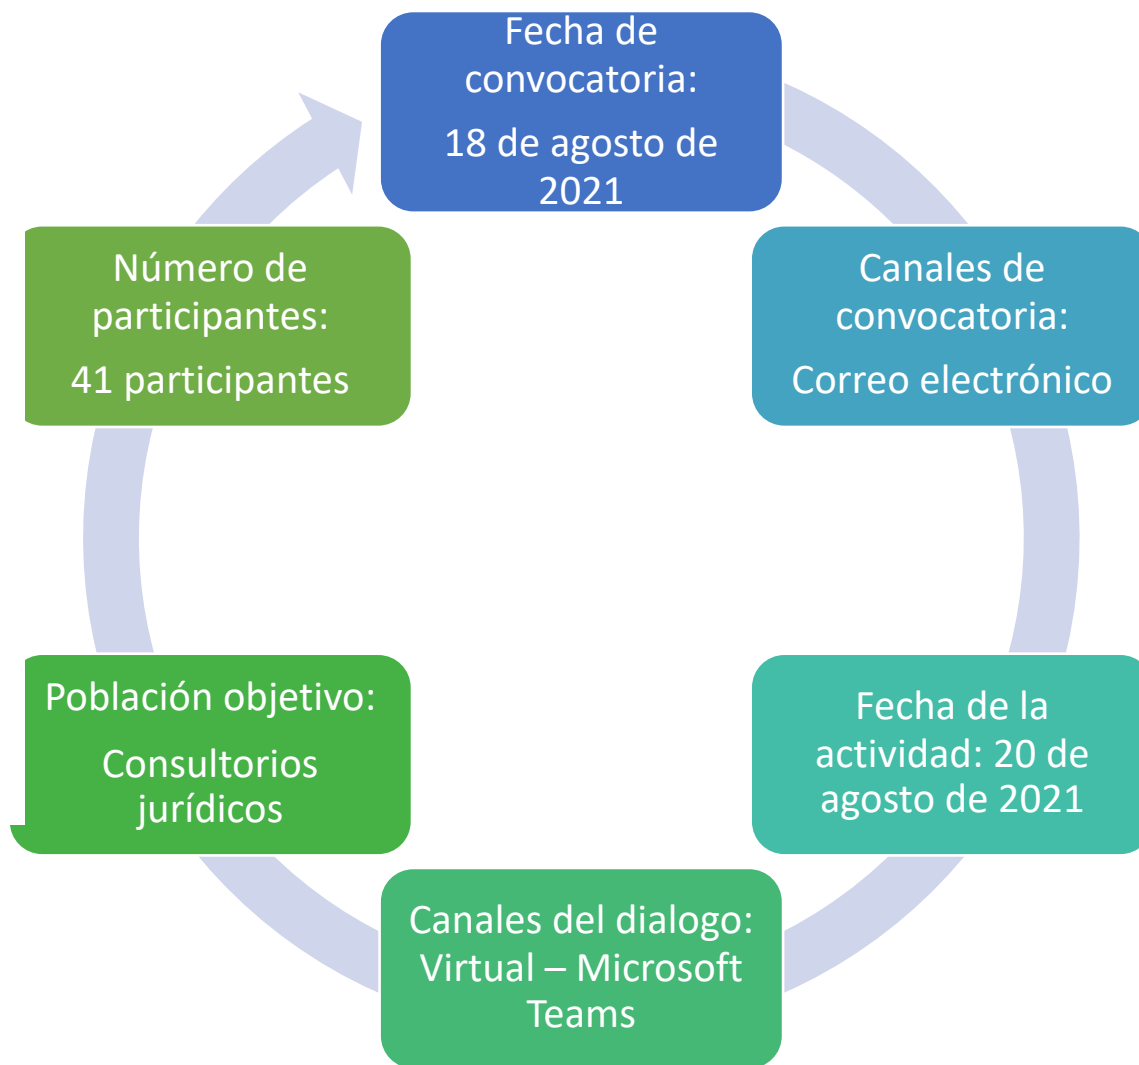 Fecha de
convocatoria:
18 de agosto de
2021
Canales de
convocatoria:
Correo electrónico
Fecha de la
actividad: 20 de
agosto de 2021
Canales del dialogo:
Virtual – Microsoft
Teams
Población objetivo:
Consultorios
jurídicos
Número de
participantes:
41 participantes